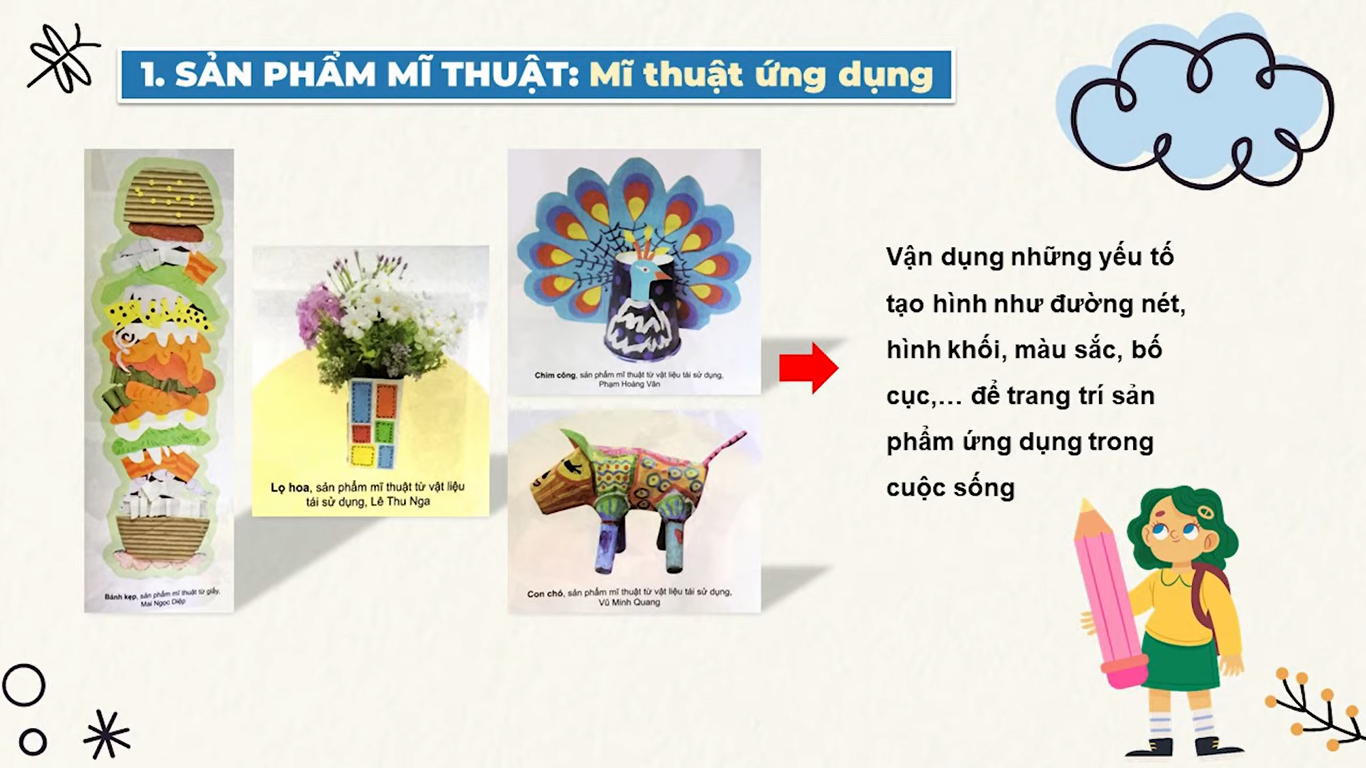 1. SẢN PHẨM MĨ THUẬT: Mĩ thuật ứng dụng
Bánh kẹp, sản phẩm mĩ thuật từ giấy,
Mai Ngọc Diệp
Lọ hoa, sản phẩm mĩ thuật từ vật liệu
tái sử dụng, Lê Thu Nga
Chim công, sản phẩm mĩ thuật từ vật liệu tái sử dụng,
Phạm Hoàng Vân
Con chó, sản phẩm mĩ thuật từ vật liệu tái sử dụng,
Vũ Minh Quang
Vận dụng những yếu tố
tạo hình như đường nét,
hình khối, màu sắc, bố
cục,... để trang trí sản
phẩm ứng dụng trong
cuộc sống